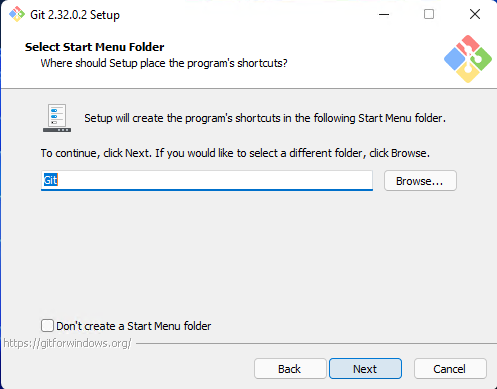 Git 2.32.0.2 Setup
Select Start Menu Folder
Where should Setup place the program's shortcuts?
Setup will create the program's shortcuts in the following Start Menu folder.
To continue, click Next. If you would like to select a different folder, click Browse.
Git
Browse...
Don't create a Start Menu folder
https://gitforwindows.org/
Back
Next
Cancel